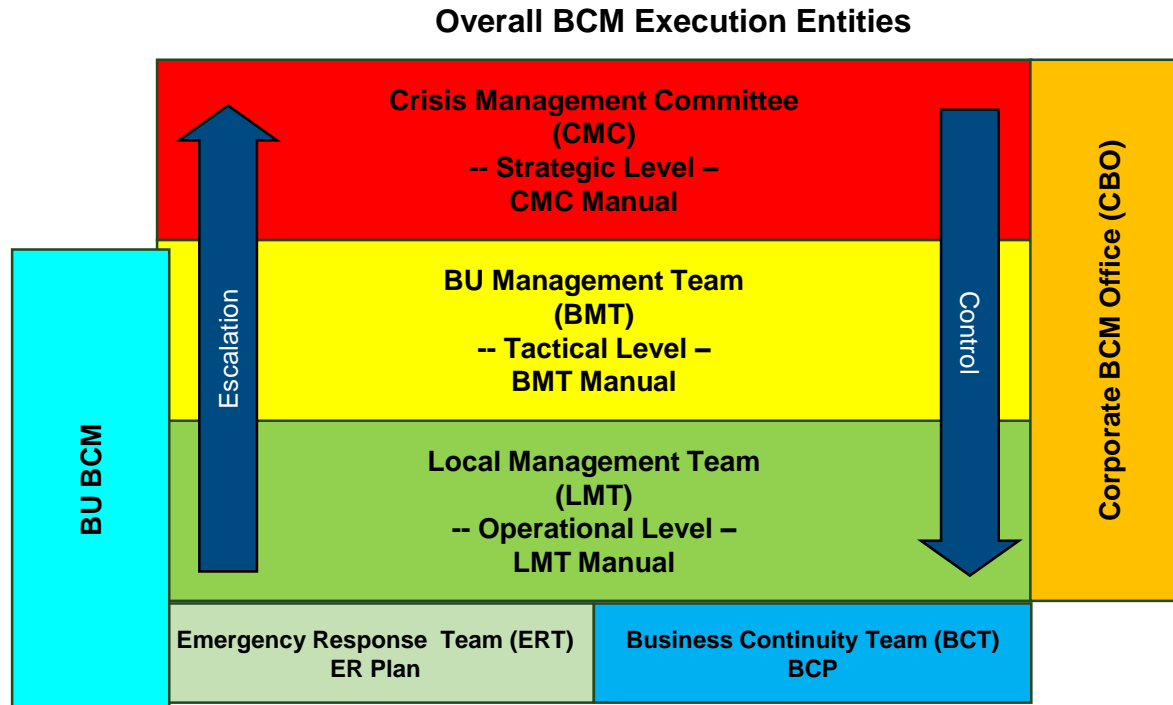 Overall BCM Execution Entities
Crisis Management Committee
(CMC)
-- Strategic Level –
CMC Manual
BU Management Team
(BMT)
-- Tactical Level –
BMT Manual
Local Management Team
(LMT)
-- Operational Level –
LMT Manual
Escalation
Control
BU BCM
Corporate BCM Office (CBO)
Emergency Response Team (ERT)
ER Plan
Business Continuity Team (BCT)
BCP